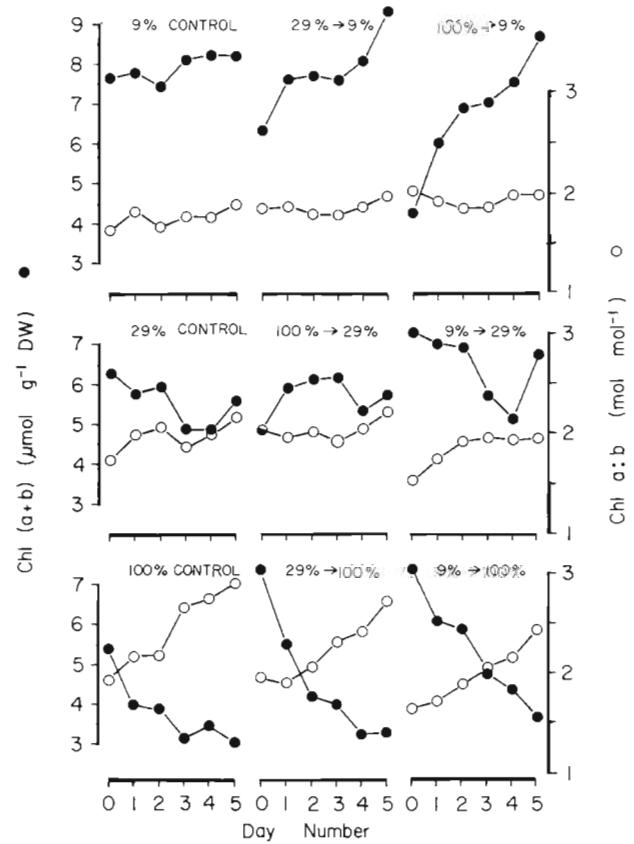 9% CONTROL
29% → 9%
100% → 9%
9
8
7
6
5
4
3
3
2
1
29% CONTROL
100% → 29%
9% → 29%
7
6
5
4
3
3
2
1
100% CONTROL
29% → 100%
9% → 100%
7
6
5
4
3
3
2
1
0 1 2 3 4 5
0 1 2 3 4 5
0 1 2 3 4 5
Day Number
Chl (a+b) (µmol g⁻¹ DW) ●
Chl a:b (mol mol⁻¹) ○